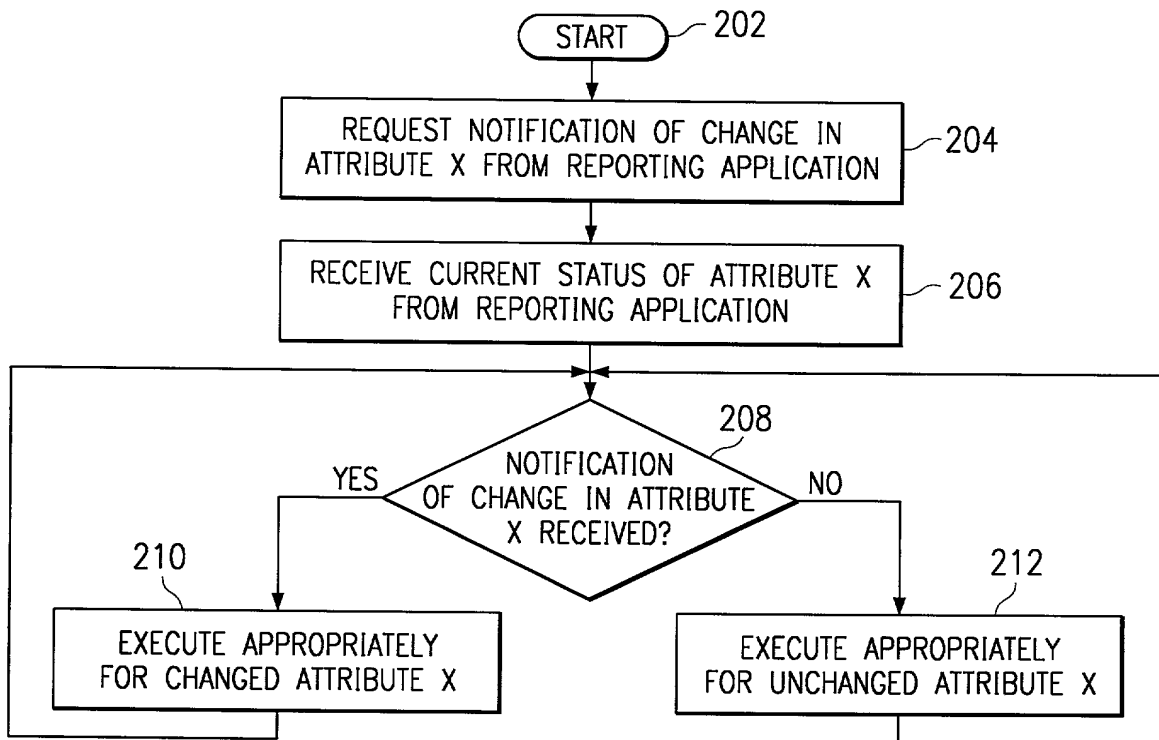 START
202
REQUEST NOTIFICATION OF CHANGE IN
ATTRIBUTE X FROM REPORTING APPLICATION
204
RECEIVE CURRENT STATUS OF ATTRIBUTE X
FROM REPORTING APPLICATION
206
208
YES
NOTIFICATION
OF CHANGE IN ATTRIBUTE
X RECEIVED?
NO
210
EXECUTE APPROPRIATELY
FOR CHANGED ATTRIBUTE X
212
EXECUTE APPROPRIATELY
FOR UNCHANGED ATTRIBUTE X